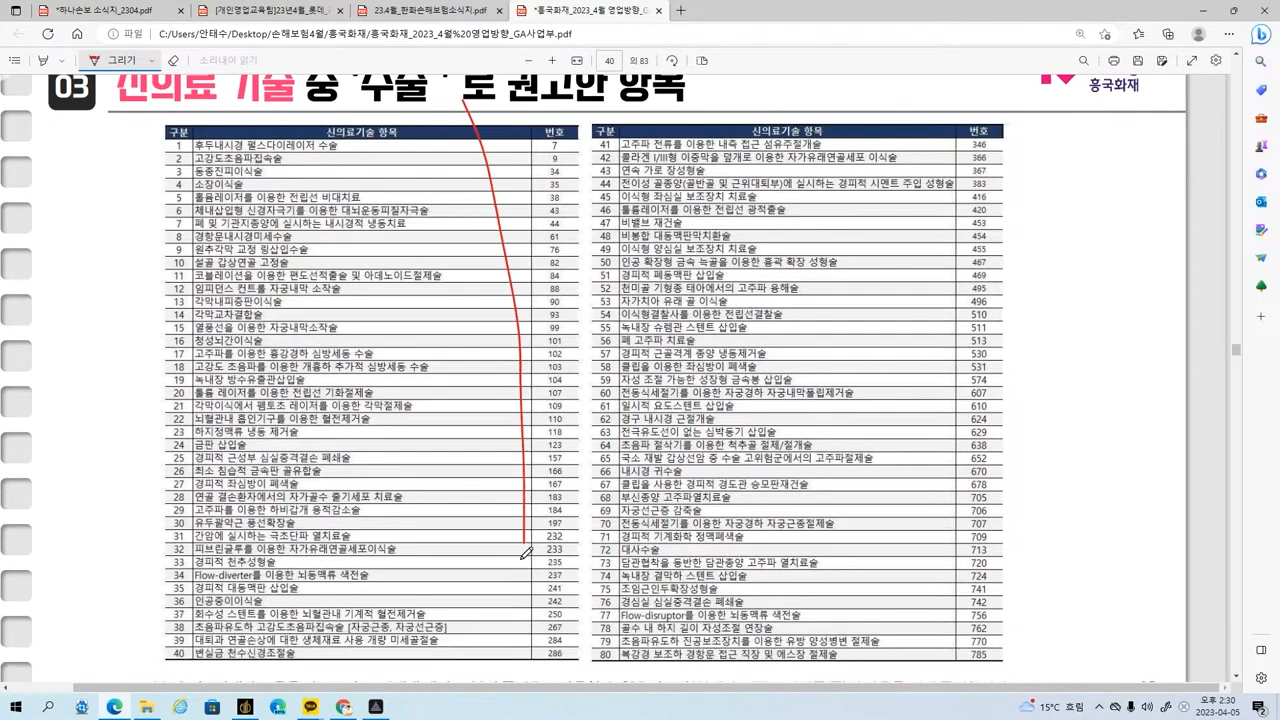 *하나손보 소식지_2304.pdf
[개인영업교육팀]23년4월_롯데_
23.4월_한화손해보험소식지.pdf
*흥국화재_2023_4월 영업방향_G
파일 C:/Users/안태수/Desktop/손해보험4월/흥국화재/흥국화재_2023_4월%20영업방향_GA사업부.pdf
그리기 소리내어 읽기 40 의 83
03 신의료 기술 중 '수술'로 권고한 항목 흥국화재
구분 신의료기술 항목 번호
1 후두내시경 펄스다이레이저 수술 7
2 고강도초음파집속술 9
3 동종진피이식술 34
4 소장이식술 35
5 홀뮴레이저를 이용한 전립선 비대치료 38
6 체내삽입형 신경자극기를 이용한 대뇌운동피질자극술 43
7 폐 및 기관지종양에 실시하는 내시경적 냉동치료 44
8 경항문내시경미세수술 61
9 원추각막 교정 링삽입수술 76
10 설골 갑상연골 고정술 82
11 코블레이션을 이용한 편도선적출술 및 아데노이드절제술 84
12 임피던스 컨트롤 자궁내막 소작술 88
13 각막내피층판이식술 90
14 각막교차결합술 93
15 열풍선을 이용한 자궁내막소작술 99
16 청성뇌간이식술 101
17 고주파를 이용한 흉강경하 심방세동 수술 102
18 고강도 초음파를 이용한 개흉하 추가적 심방세동 수술 103
19 녹내장 방수유출관삽입술 104
20 홀뮴 레이저를 이용한 전립선 기화절제술 107
21 각막이식에서 펨토초 레이저를 이용한 각막절제술 109
22 뇌혈관내 흡인기구를 이용한 혈전제거술 110
23 하지정맥류 냉동 제거술 118
24 금판 삽입술 123
25 경피적 근성부 심실중격결손 폐쇄술 157
26 최소 침습적 금속판 골유합술 166
27 경피적 좌심방이 폐색술 167
28 연골 결손환자에서의 자가골수 줄기세포 치료술 183
29 고주파를 이용한 하비갑개 용적감소술 184
30 유두괄약근 풍선확장술 197
31 간암에 실시하는 극초단파 열치료술 232
32 피브린글루를 이용한 자가유래연골세포이식술 233
33 경피적 천추성형술 235
34 Flow-diverter를 이용한 뇌동맥류 색전술 237
35 경피적 대동맥판 삽입술 241
36 인공중이이식술 242
37 회수성 스텐트를 이용한 뇌혈관내 기계적 혈전제거술 250
38 초음파유도하 고강도초음파집속술 [자궁근종, 자궁선근증] 267
39 대퇴과 연골손상에 대한 생체재료 사용 개량 미세골절술 284
40 변실금 천수신경조절술 286
구분 신의료기술 항목 번호
41 고주파 전류를 이용한 내측 접근 섬유주절개술 346
42 콜라겐 I/III형 이중막을 덮개로 이용한 자가유래연골세포 이식술 366
43 연속 가로 장성형술 367
44 전이성 골종양(골반골 및 근위대퇴부)에 실시하는 경피적 시멘트 주입 성형술 383
45 이식형 좌심실 보조장치 치료술 416
46 툴륨레이저를 이용한 전립선 광적출술 420
47 비밸브 재건술 453
48 비봉합 대동맥판막치환술 454
49 이식형 양심실 보조장치 치료술 455
50 인공 확장형 금속 늑골을 이용한 흉곽 확장 성형술 467
51 경피적 폐동맥판 삽입술 469
52 천미골 기형종 태아에서의 고주파 융해술 495
53 자가치아 유래 골 이식술 496
54 이식형결찰사를 이용한 전립선결찰술 510
55 녹내장 슈렘관 스텐트 삽입술 511
56 폐 고주파 치료술 513
57 경피적 근골격계 종양 냉동제거술 530
58 클립을 이용한 좌심방이 폐색술 531
59 자성 조절 가능한 성장형 금속봉 삽입술 574
60 전동식세절기를 이용한 자궁경하 자궁내막폴립제거술 607
61 일시적 요도스텐트 삽입술 610
62 경구 내시경 근절개술 624
63 전극유도선이 없는 심박동기 삽입술 629
64 초음파 절삭기를 이용한 척추골 절제/절개술 638
65 국소 재발 갑상선암 중 수술 고위험군에서의 고주파절제술 652
66 내시경 귀수술 670
67 클립을 사용한 경피적 경도관 승모판재건술 678
68 부신종양 고주파열치료술 705
69 자궁선근증 감축술 706
70 전동식세절기를 이용한 자궁경하 자궁근종절제술 707
71 경피적 기계화학 정맥폐색술 709
72 대사수술 713
73 담관협착을 동반한 담관종양 고주파 열치료술 720
74 녹내장 결막하 스텐트 삽입술 724
75 조임근인두확장성형술 741
76 경심실 심실중격결손 폐쇄술 742
77 Flow-disruptor를 이용한 뇌동맥류 색전술 756
78 골수 내 하지 길이 자성조절 연장술 762
79 초음파유도하 진공보조장치를 이용한 유방 양성병변 절제술 770
80 복강경 보조하 경항문 접근 직장 및 에스장 절제술 785
15°C 흐림
오후 2:30
2023-04-05